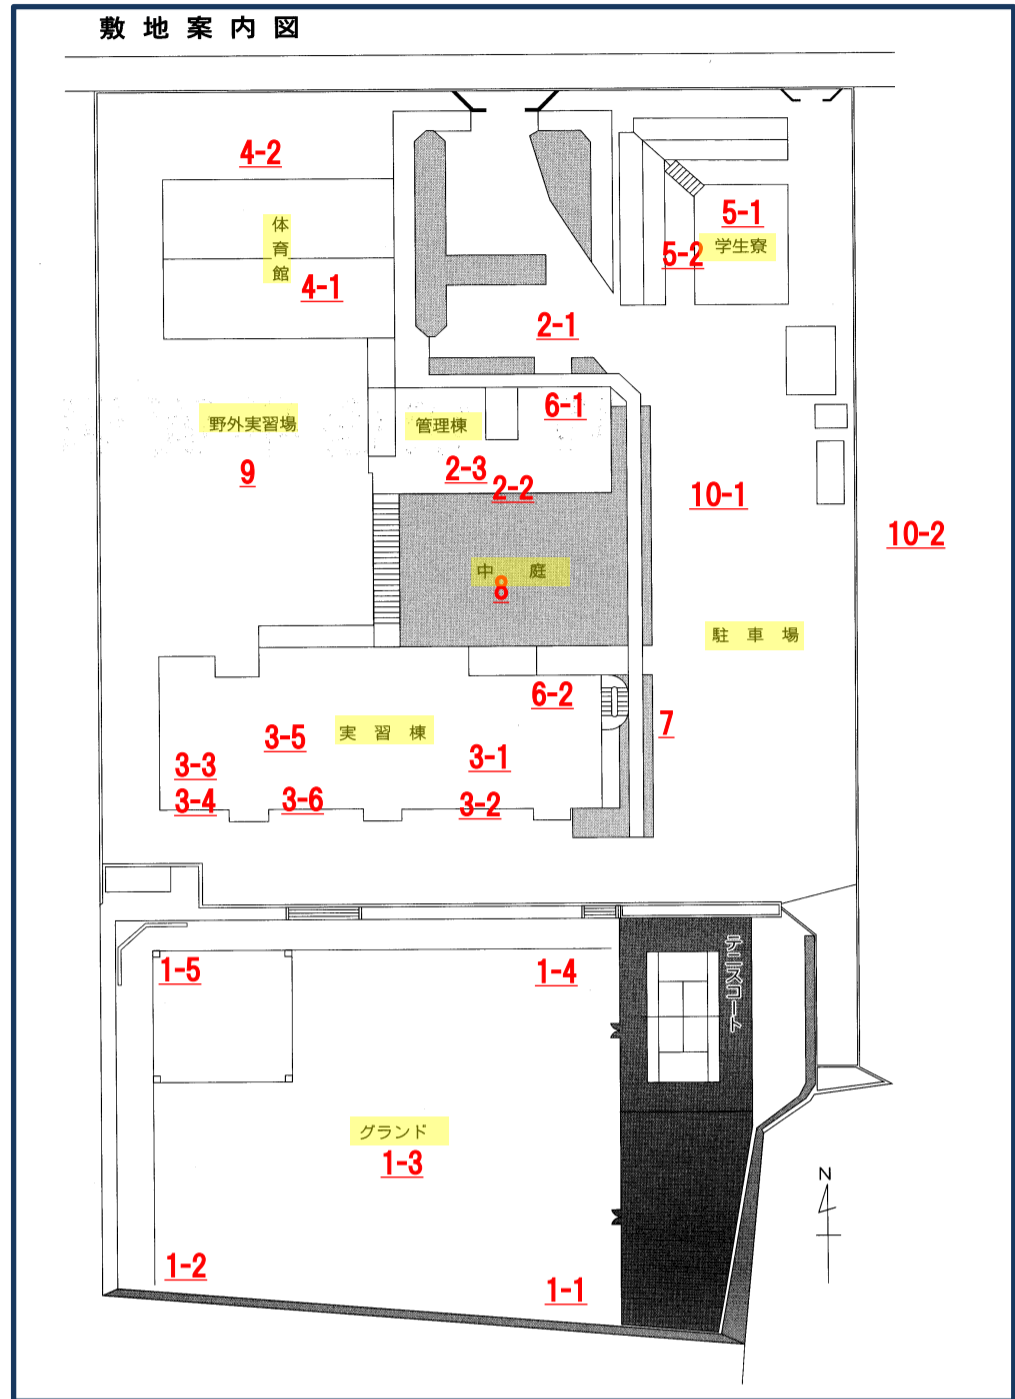 敷地案内図
4-2
体育館
4-1
5-1
学生寮
5-2
2-1
6-1
野外実習場
管理棟
9
2-3
2-2
10-1
10-2
中庭
8
駐車場
6-2
7
実習棟
3-5
3-1
3-3
3-4
3-6
3-2
テニスコート
1-5
1-4
グランド
1-3
N
1-2
1-1